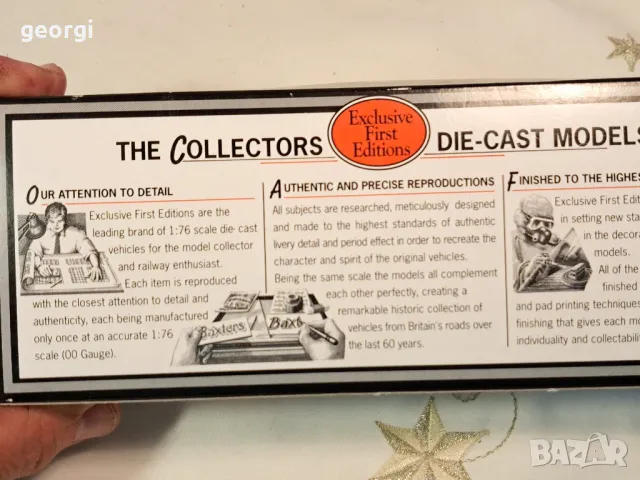 georgi
THE COLLECTORS
Exclusive
First
Editions
DIE-CAST MODELS
OUR ATTENTION TO DETAIL
Exclusive First Editions are the
leading brand of 1:76 scale die-cast
vehicles for the model collector
and railway enthusiast.
Each item is reproduced
with the closest attention to detail and
authenticity, each being manufactured
only once at an accurate 1:76
scale (00 Gauge).
AUTHENTIC AND PRECISE REPRODUCTIONS
All subjects are researched, meticulously designed
and made to the highest standards of authentic
livery detail and period effect in order to recreate the
character and spirit of the original vehicles.
Being the same scale the models all complement
each other perfectly, creating a
remarkable historic collection of
vehicles from Britain's roads over
the last 60 years.
Baxters Baxt
FINISHED TO THE HIGHES
Exclusive First Edit
in setting new sta
in the decora
models.
All of the
finished
and pad printing techniques
finishing that gives each mo
individuality and collectabili
BAZAR